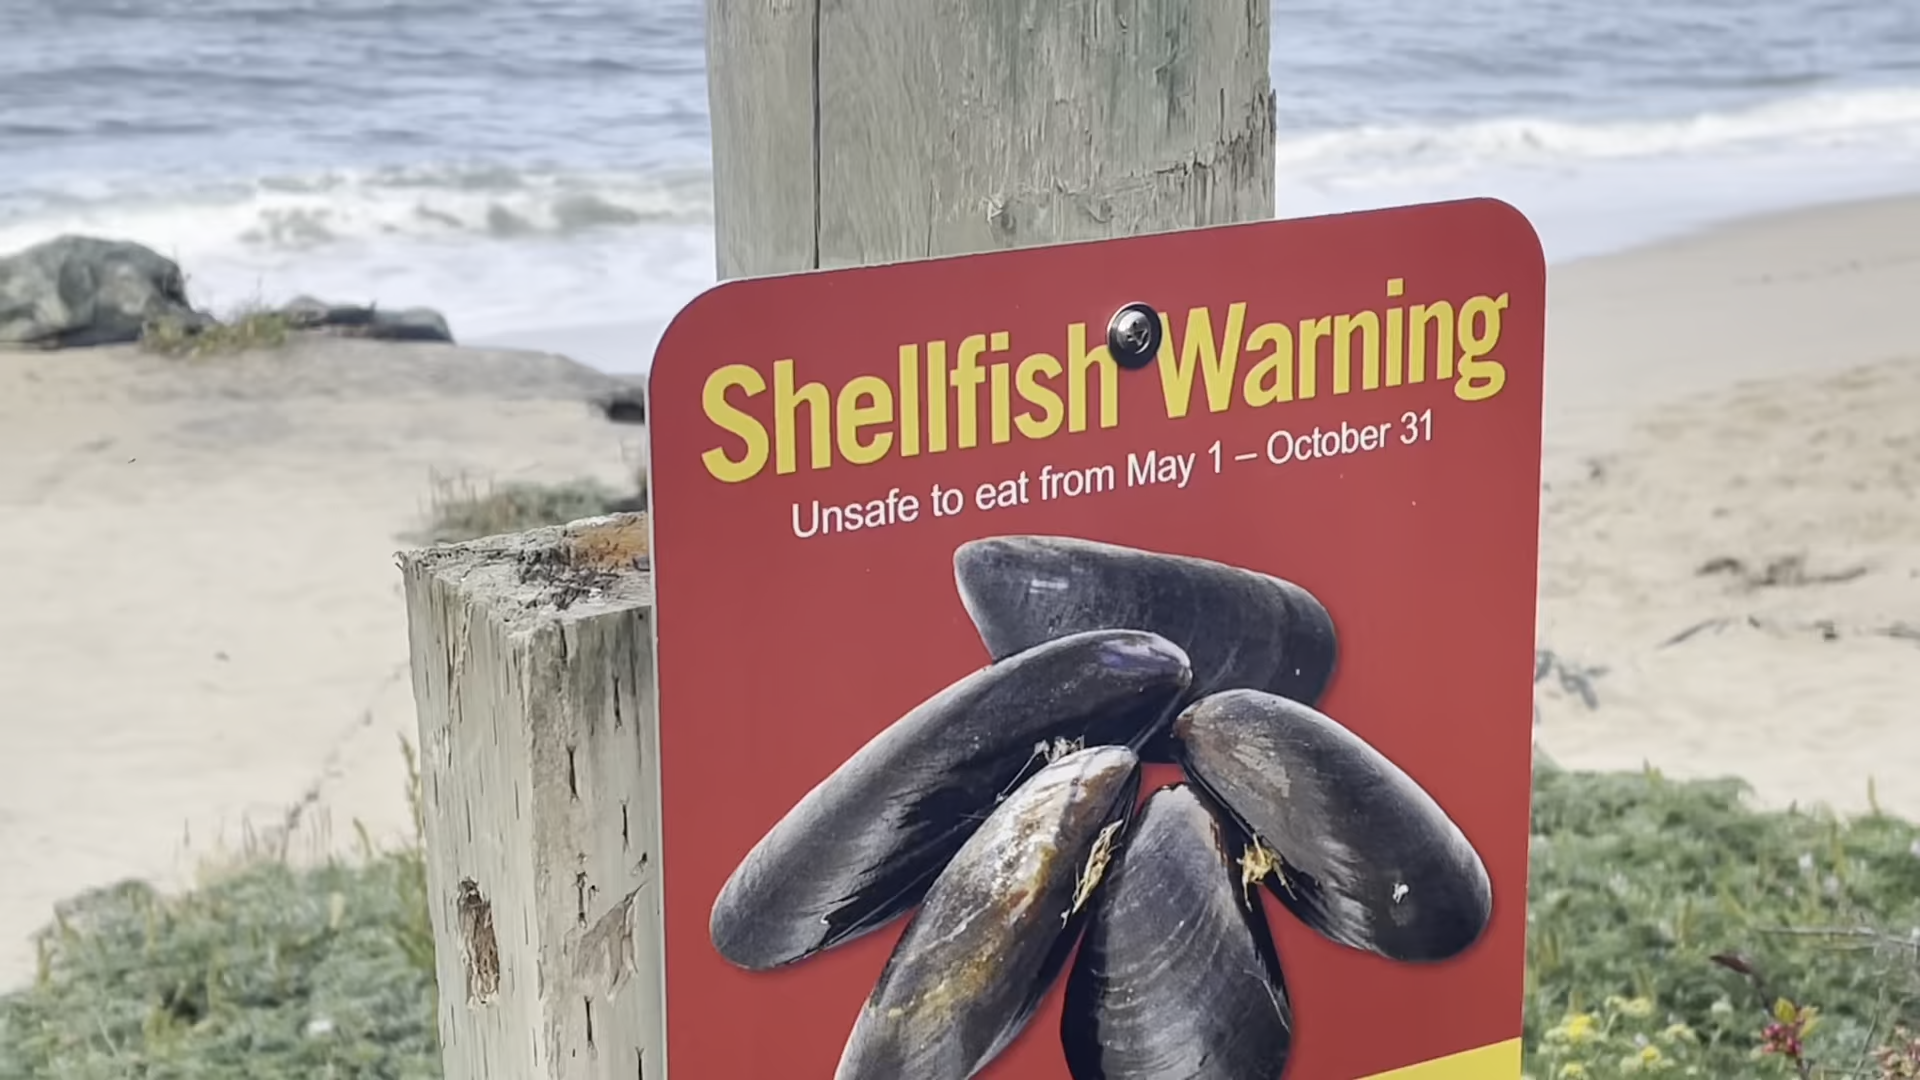 Shellfish Warning
Unsafe to eat from May 1 – October 31